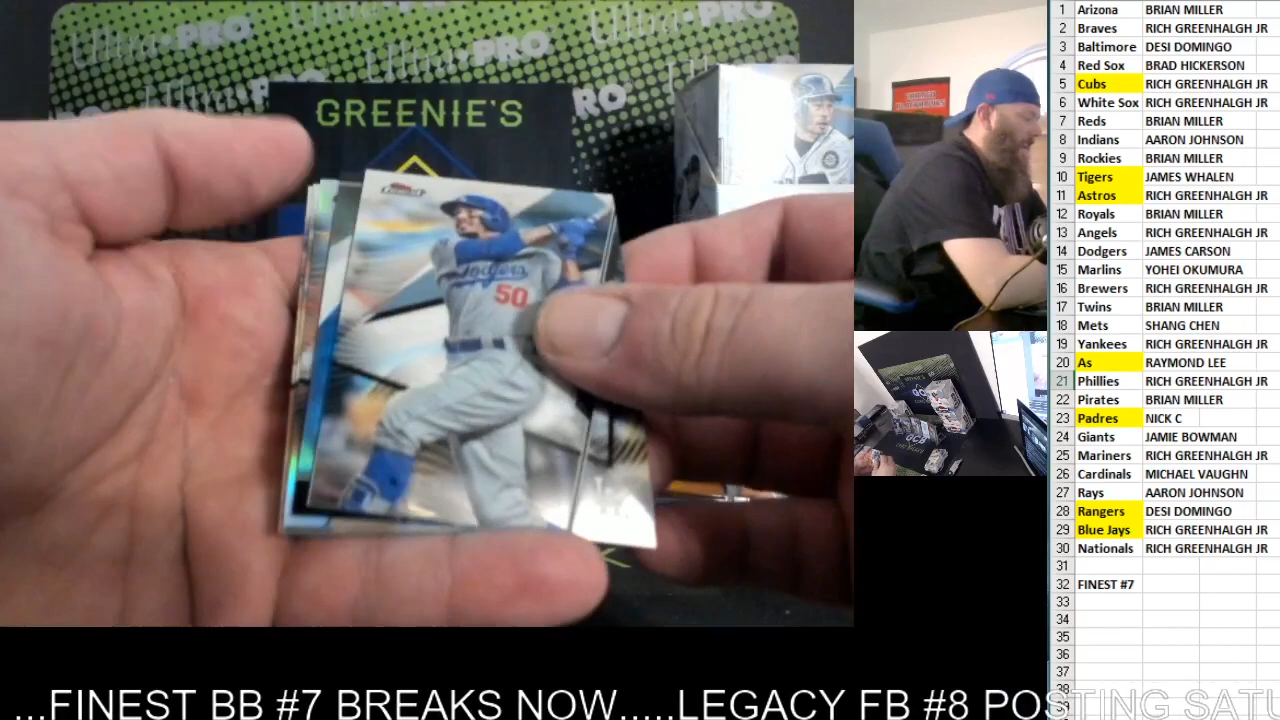 Ultra•PRO
PRO
Ultra•PRO
GREENIE'S
RO
FINEST
Dodgers
50
1 Arizona BRIAN MILLER
2 Braves RICH GREENHALGH JR
3 Baltimore DESI DOMINGO
4 Red Sox BRAD HICKERSON
5 Cubs RICH GREENHALGH JR
6 White Sox RICH GREENHALGH JR
7 Reds BRIAN MILLER
8 Indians AARON JOHNSON
9 Rockies BRIAN MILLER
10 Tigers JAMES WHALEN
11 Astros RICH GREENHALGH JR
12 Royals BRIAN MILLER
13 Angels RICH GREENHALGH JR
14 Dodgers JAMES CARSON
15 Marlins YOHEI OKUMURA
16 Brewers RICH GREENHALGH JR
17 Twins BRIAN MILLER
18 Mets SHANG CHEN
19 Yankees RICH GREENHALGH JR
20 As RAYMOND LEE
21 Phillies RICH GREENHALGH JR
22 Pirates BRIAN MILLER
23 Padres NICK C
24 Giants JAMIE BOWMAN
25 Mariners RICH GREENHALGH JR
26 Cardinals MICHAEL VAUGHN
27 Rays AARON JOHNSON
28 Rangers DESI DOMINGO
29 Blue Jays RICH GREENHALGH JR
30 Nationals RICH GREENHALGH JR
31
32 FINEST #7
33
34
35
36
37
38
...FINEST BB #7 BREAKS NOW.....LEGACY FB #8 POSTING SATU